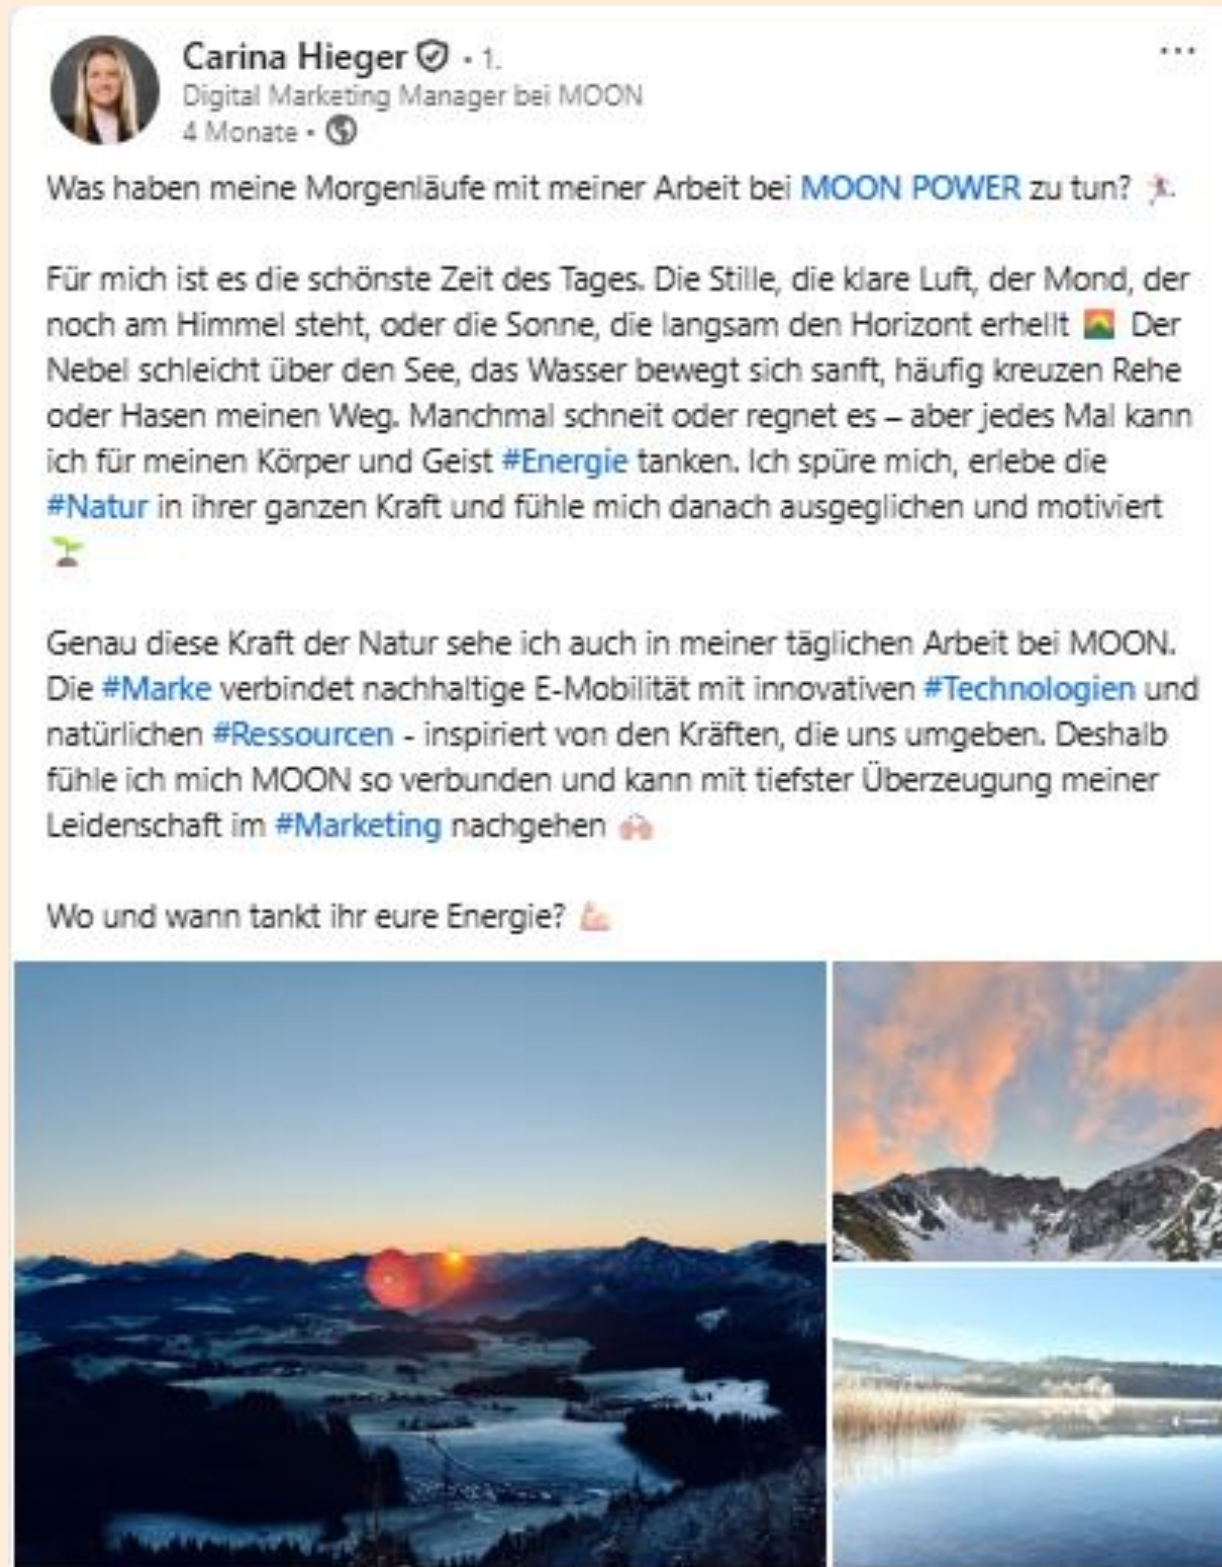 Carina Hieger • 1.
Digital Marketing Manager bei MOON
4 Monate •
Was haben meine Morgenläufe mit meiner Arbeit bei MOON POWER zu tun?
Für mich ist es die schönste Zeit des Tages. Die Stille, die klare Luft, der Mond, der
noch am Himmel steht, oder die Sonne, die langsam den Horizont erhellt 🌄 Der
Nebel schleicht über den See, das Wasser bewegt sich sanft, häufig kreuzen Rehe
oder Hasen meinen Weg. Manchmal schneit oder regnet es – aber jedes Mal kann
ich für meinen Körper und Geist #Energie tanken. Ich spüre mich, erlebe die
#Natur in ihrer ganzen Kraft und fühle mich danach ausgeglichen und motiviert
🌱
Genau diese Kraft der Natur sehe ich auch in meiner täglichen Arbeit bei MOON.
Die #Marke verbindet nachhaltige E-Mobilität mit innovativen #Technologien und
natürlichen #Ressourcen - inspiriert von den Kräften, die uns umgeben. Deshalb
fühle ich mich MOON so verbunden und kann mit tiefster Überzeugung meiner
Leidenschaft im #Marketing nachgehen 🙌🏻
Wo und wann tankt ihr eure Energie? 💪🏻